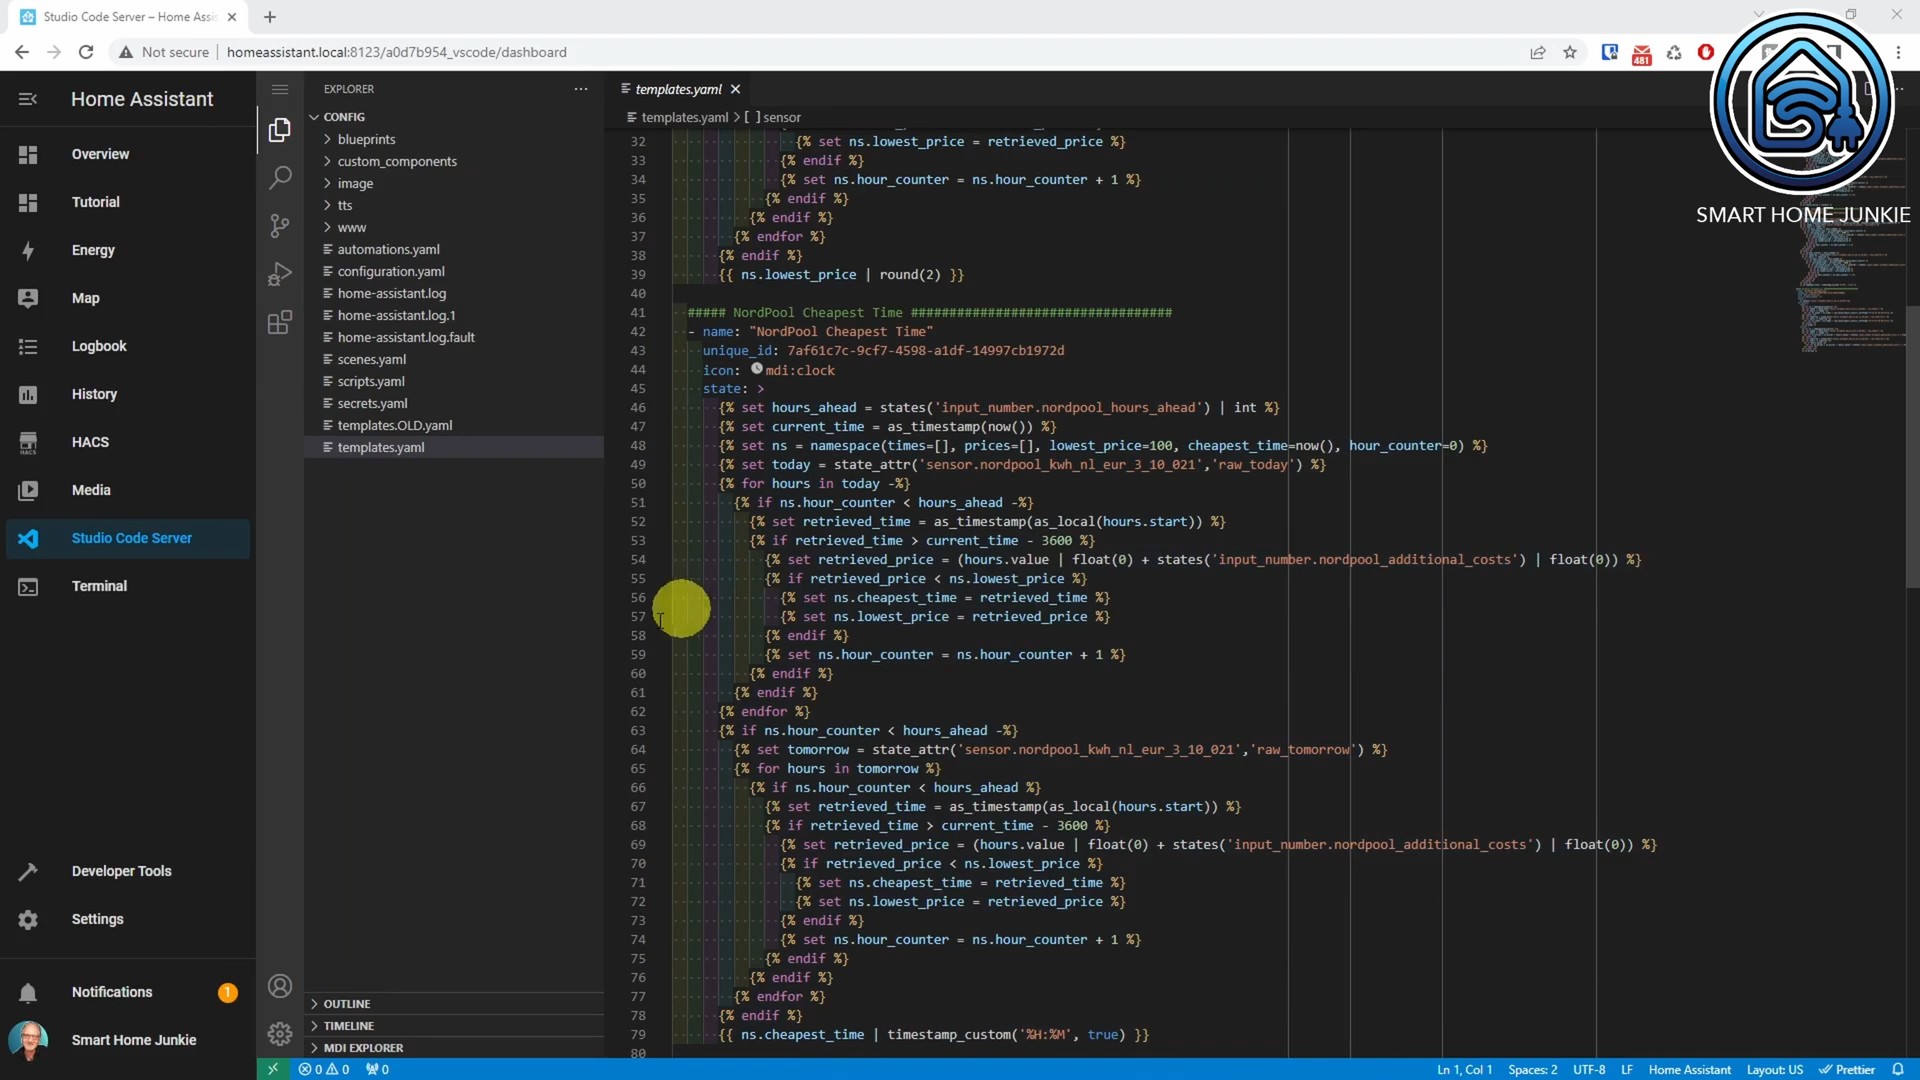 Studio Code Server – Home Assis
Not secure
homeassistant.local:8123/a0d7b954_vscode/dashboard
481
SMART HOME JUNKIE
Home Assistant
Overview
Tutorial
Energy
Map
Logbook
History
HACS
HACS
Media
Studio Code Server
Terminal
Developer Tools
Settings
Notifications
1
Smart Home Junkie
EXPLORER
CONFIG
blueprints
custom_components
image
tts
www
automations.yaml
configuration.yaml
home-assistant.log
home-assistant.log.1
home-assistant.log.fault
scenes.yaml
scripts.yaml
secrets.yaml
templates.OLD.yaml
templates.yaml
OUTLINE
TIMELINE
MDI EXPLORER
templates.yaml
templates.yaml > [ ] sensor
32 {% set ns.lowest_price = retrieved_price %}
33 {% endif %}
34 {% set ns.hour_counter = ns.hour_counter + 1 %}
35 {% endif %}
36 {% endif %}
37 {% endfor %}
38 {% endif %}
39 {{ ns.lowest_price | round(2) }}
40
41 ##### NordPool Cheapest Time ##################################
42 - name: "NordPool Cheapest Time"
43 unique_id: 7af61c7c-9cf7-4598-a1df-14997cb1972d
44 icon: mdi:clock
45 state: >
46 {% set hours_ahead = states('input_number.nordpool_hours_ahead') | int %}
47 {% set current_time = as_timestamp(now()) %}
48 {% set ns = namespace(times=[], prices=[], lowest_price=100, cheapest_time=now(), hour_counter=0) %}
49 {% set today = state_attr('sensor.nordpool_kwh_nl_eur_3_10_021','raw_today') %}
50 {% for hours in today -%}
51 {% if ns.hour_counter < hours_ahead -%}
52 {% set retrieved_time = as_timestamp(as_local(hours.start)) %}
53 {% if retrieved_time > current_time - 3600 %}
54 {% set retrieved_price = (hours.value | float(0) + states('input_number.nordpool_additional_costs') | float(0)) %}
55 {% if retrieved_price < ns.lowest_price %}
56 {% set ns.cheapest_time = retrieved_time %}
57 {% set ns.lowest_price = retrieved_price %}
58 {% endif %}
59 {% set ns.hour_counter = ns.hour_counter + 1 %}
60 {% endif %}
61 {% endif %}
62 {% endfor %}
63 {% if ns.hour_counter < hours_ahead -%}
64 {% set tomorrow = state_attr('sensor.nordpool_kwh_nl_eur_3_10_021','raw_tomorrow') %}
65 {% for hours in tomorrow %}
66 {% if ns.hour_counter < hours_ahead %}
67 {% set retrieved_time = as_timestamp(as_local(hours.start)) %}
68 {% if retrieved_time > current_time - 3600 %}
69 {% set retrieved_price = (hours.value | float(0) + states('input_number.nordpool_additional_costs') | float(0)) %}
70 {% if retrieved_price < ns.lowest_price %}
71 {% set ns.cheapest_time = retrieved_time %}
72 {% set ns.lowest_price = retrieved_price %}
73 {% endif %}
74 {% set ns.hour_counter = ns.hour_counter + 1 %}
75 {% endif %}
76 {% endif %}
77 {% endfor %}
78 {% endif %}
79 {{ ns.cheapest_time | timestamp_custom('%H:%M', true) }}
80
0 0 0
Ln 1, Col 1 Spaces: 2 UTF-8 LF Home Assistant Layout: US Prettier